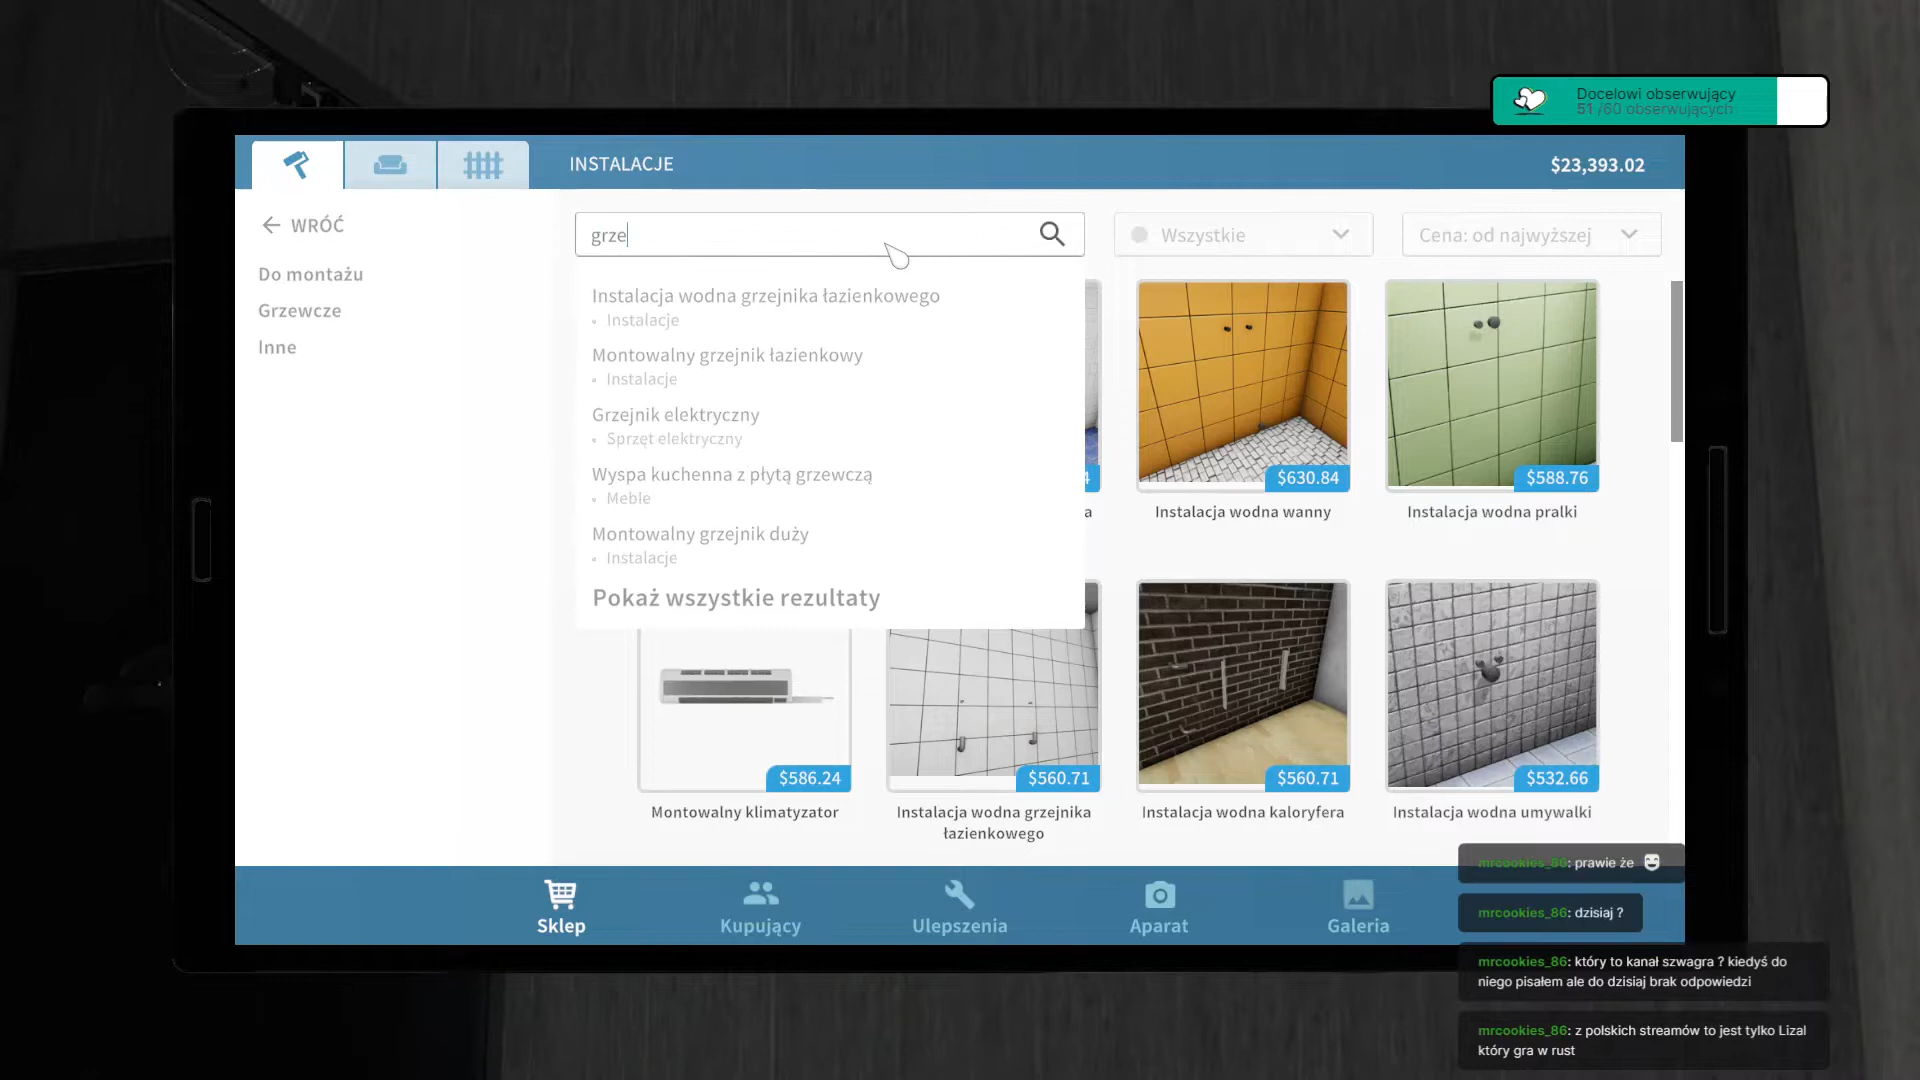 Docelowi obserwujący
51 /60 obserwujących
INSTALACJE
$23,393.02
WRÓĆ
Do montażu
Grzewcze
Inne
grze
Wszystkie
Cena: od najwyższej
Instalacja wodna grzejnika łazienkowego
Instalacje
Montowalny grzejnik łazienkowy
Instalacje
Grzejnik elektryczny
Sprzęt elektryczny
Wyspa kuchenna z płytą grzewczą
Meble
Montowalny grzejnik duży
Instalacje
Pokaż wszystkie rezultaty
4
a
$630.84
Instalacja wodna wanny
$588.76
Instalacja wodna pralki
$586.24
Montowalny klimatyzator
$560.71
Instalacja wodna grzejnika
łazienkowego
$560.71
Instalacja wodna kaloryfera
$532.66
Instalacja wodna umywalki
Sklep
Kupujący
Ulepszenia
Aparat
Galeria
mrcookies_86: prawie że
mrcookies_86: dzisiaj ?
mrcookies_86: który to kanał szwagra ? kiedyś do
niego pisałem ale do dzisiaj brak odpowiedzi
mrcookies_86: z polskich streamów to jest tylko Lizal
który gra w rust